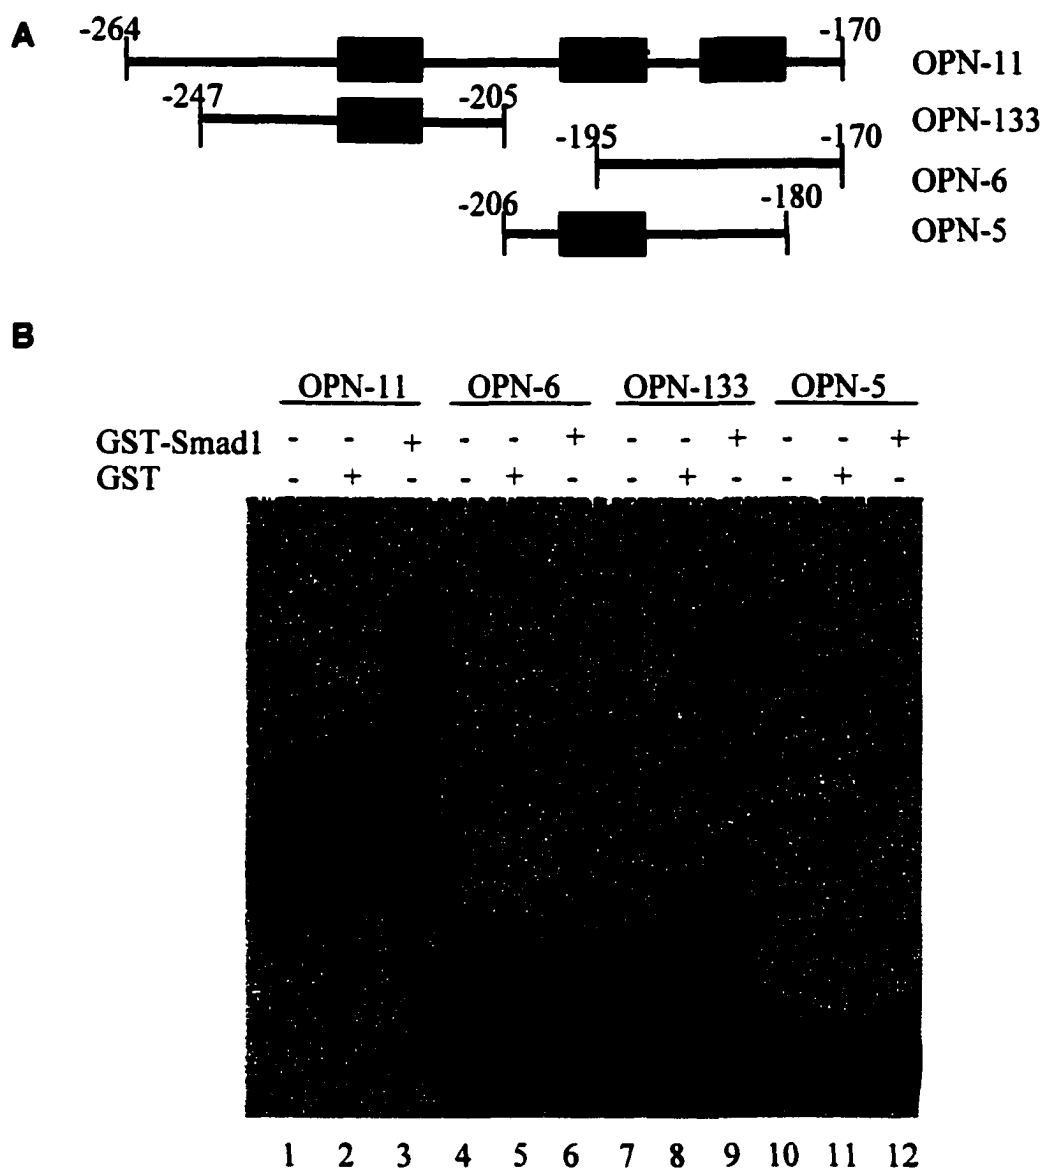 A
-264 -170
OPN-11
-247 -205
OPN-133
-195 -170
OPN-6
-206 -180
OPN-5
B
OPN-11 OPN-6 OPN-133 OPN-5
GST-Smad1 - - + - - + - - + - - +
GST - + - - + - - + - - + -
1 2 3 4 5 6 7 8 9 10 11 12